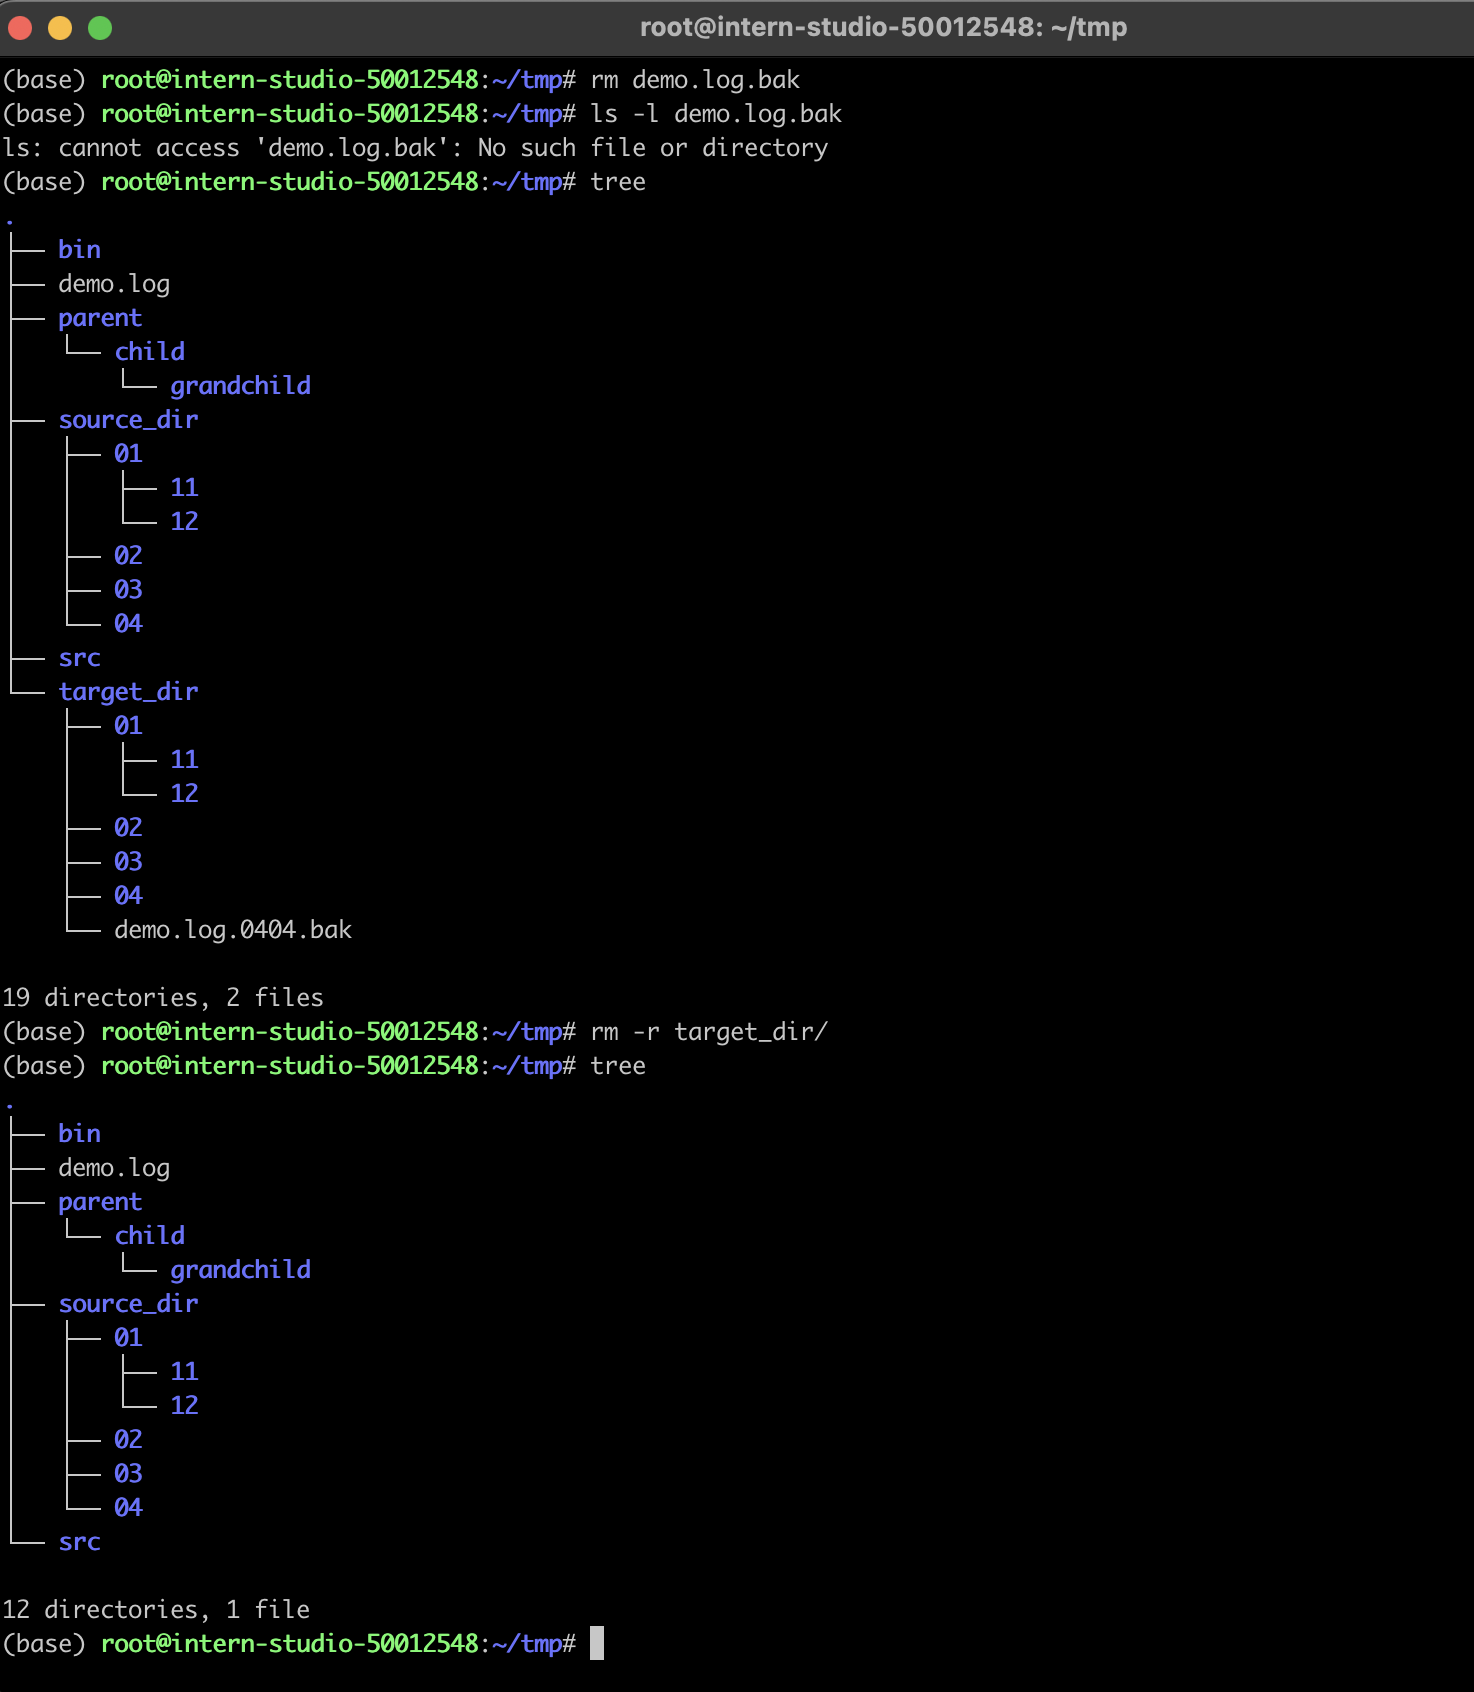 root@intern-studio-50012548: ~/tmp
(base) root@intern-studio-50012548:~/tmp# rm demo.log.bak
(base) root@intern-studio-50012548:~/tmp# ls -l demo.log.bak
ls: cannot access 'demo.log.bak': No such file or directory
(base) root@intern-studio-50012548:~/tmp# tree
.
├── bin
├── demo.log
├── parent
│   └── child
│       └── grandchild
├── source_dir
│   ├── 01
│   │   ├── 11
│   │   └── 12
│   ├── 02
│   ├── 03
│   └── 04
├── src
└── target_dir
    ├── 01
    │   ├── 11
    │   └── 12
    ├── 02
    ├── 03
    ├── 04
    └── demo.log.0404.bak
19 directories, 2 files
(base) root@intern-studio-50012548:~/tmp# rm -r target_dir/
(base) root@intern-studio-50012548:~/tmp# tree
.
├── bin
├── demo.log
├── parent
│   └── child
│       └── grandchild
├── source_dir
│   ├── 01
│   │   ├── 11
│   │   └── 12
│   ├── 02
│   ├── 03
│   └── 04
└── src
12 directories, 1 file
(base) root@intern-studio-50012548:~/tmp#